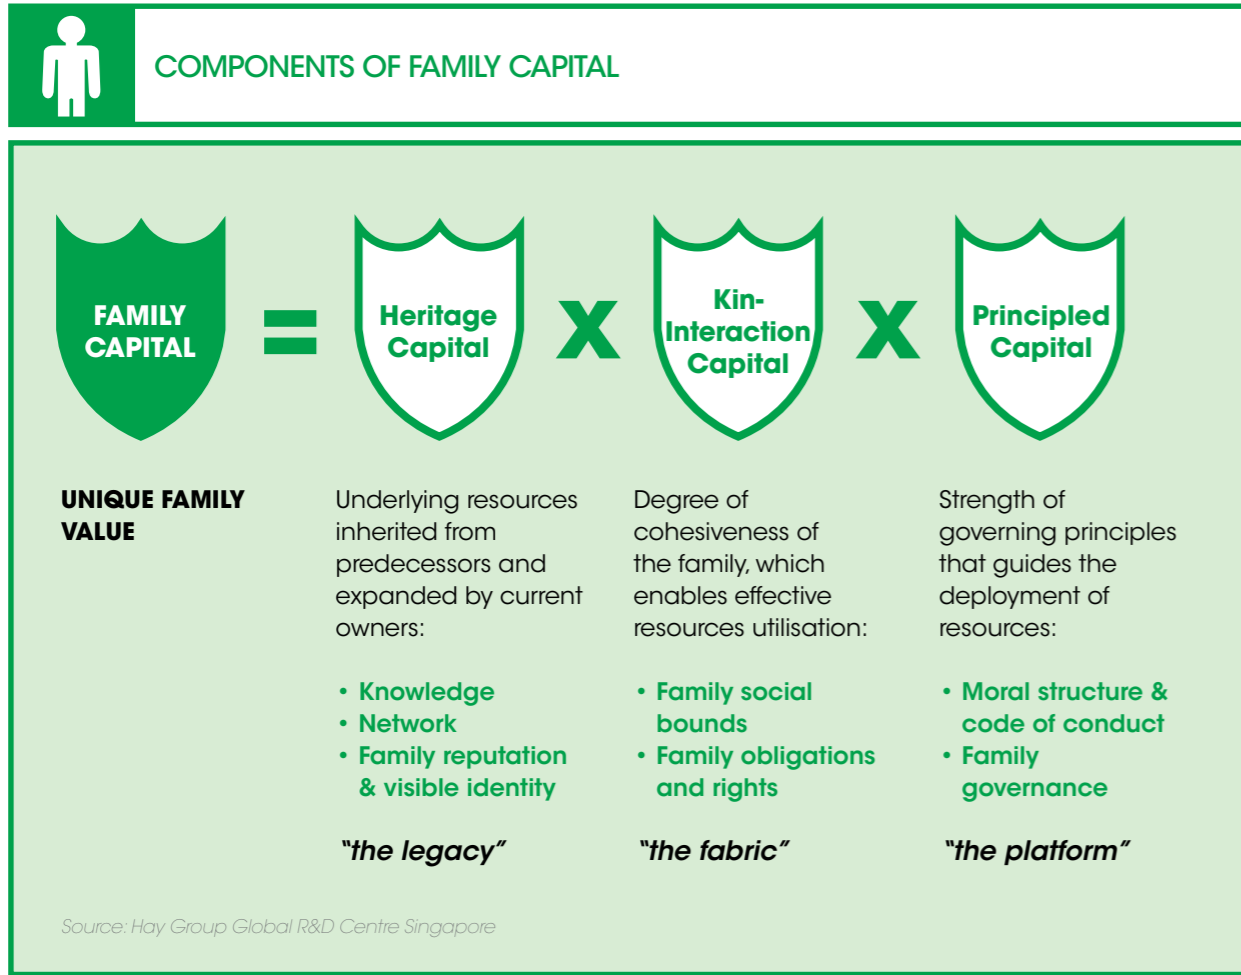 COMPONENTS OF FAMILY CAPITAL
FAMILY
CAPITAL
=
Heritage
Capital
x
Kin-
Interaction
Capital
x
Principled
Capital
UNIQUE FAMILY
VALUE
Underlying resources
inherited from
predecessors and
expanded by current
owners:
• Knowledge
• Network
• Family reputation
& visible identity
"the legacy"
Degree of
cohesiveness of
the family, which
enables effective
resources utilisation:
• Family social
bounds
• Family obligations
and rights
"the fabric"
Strength of
governing principles
that guides the
deployment of
resources:
• Moral structure &
code of conduct
• Family
governance
"the platform"
Source: Hay Group Global R&D Centre Singapore